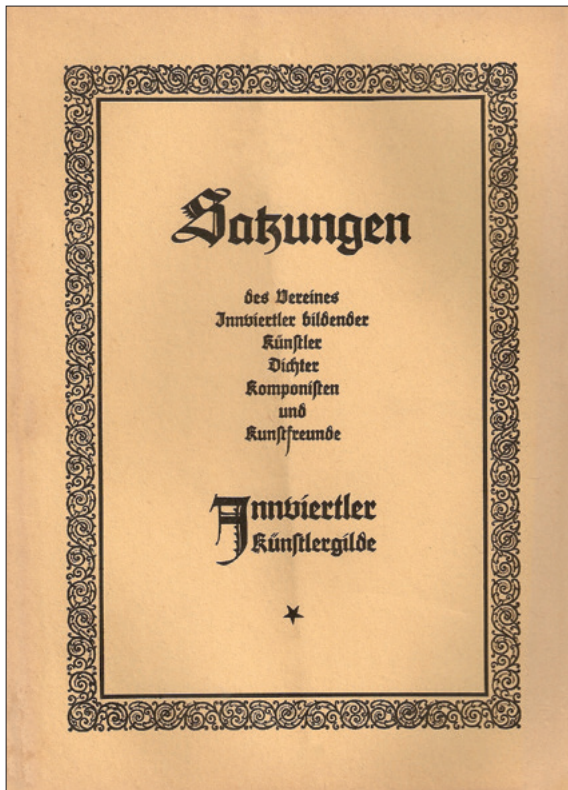 Satzungen
des Vereines
Innviertler bildender
Künstler
Dichter
Komponisten
und
Kunstfreunde
Innviertler
Künstlergilde